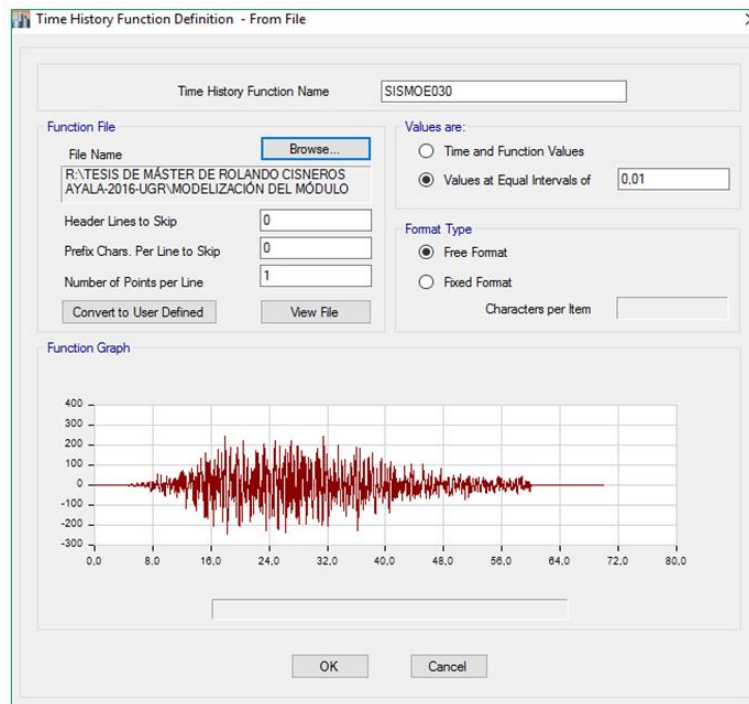 Time History Function Definition - From File
Time History Function Name
SISMOE030
Function File
File Name
Browse...
R:\TESIS DE MÁSTER DE ROLANDO CISNEROS
AYALA-2016-UGR\MODELIZACIÓN DEL MÓDULO
Header Lines to Skip
0
Prefix Chars. Per Line to Skip
0
Number of Points per Line
1
Convert to User Defined
View File
Values are:
Time and Function Values
Values at Equal Intervals of
0,01
Format Type
Free Format
Fixed Format
Characters per Item
Function Graph
400
300
200
100
0
-100
-200
-300
0,0 8,0 16,0 24,0 32,0 40,0 48,0 56,0 64,0 72,0 80,0
OK
Cancel